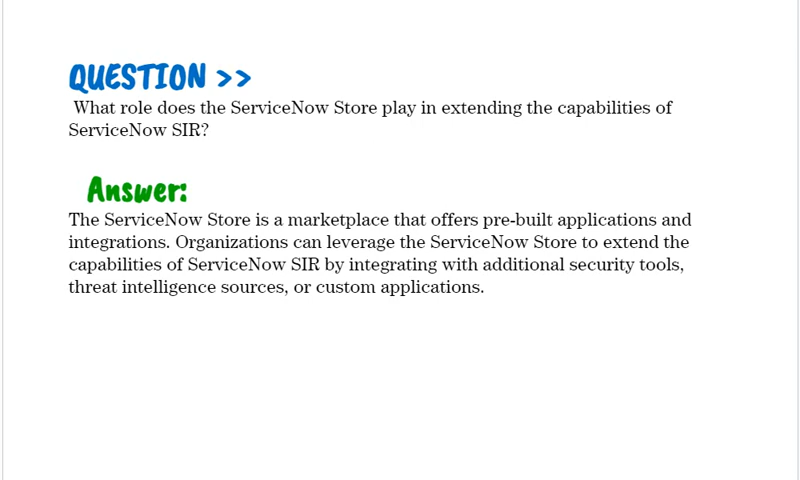 QUESTION >>
What role does the ServiceNow Store play in extending the capabilities of
ServiceNow SIR?
Answer:
The ServiceNow Store is a marketplace that offers pre-built applications and
integrations. Organizations can leverage the ServiceNow Store to extend the
capabilities of ServiceNow SIR by integrating with additional security tools,
threat intelligence sources, or custom applications.